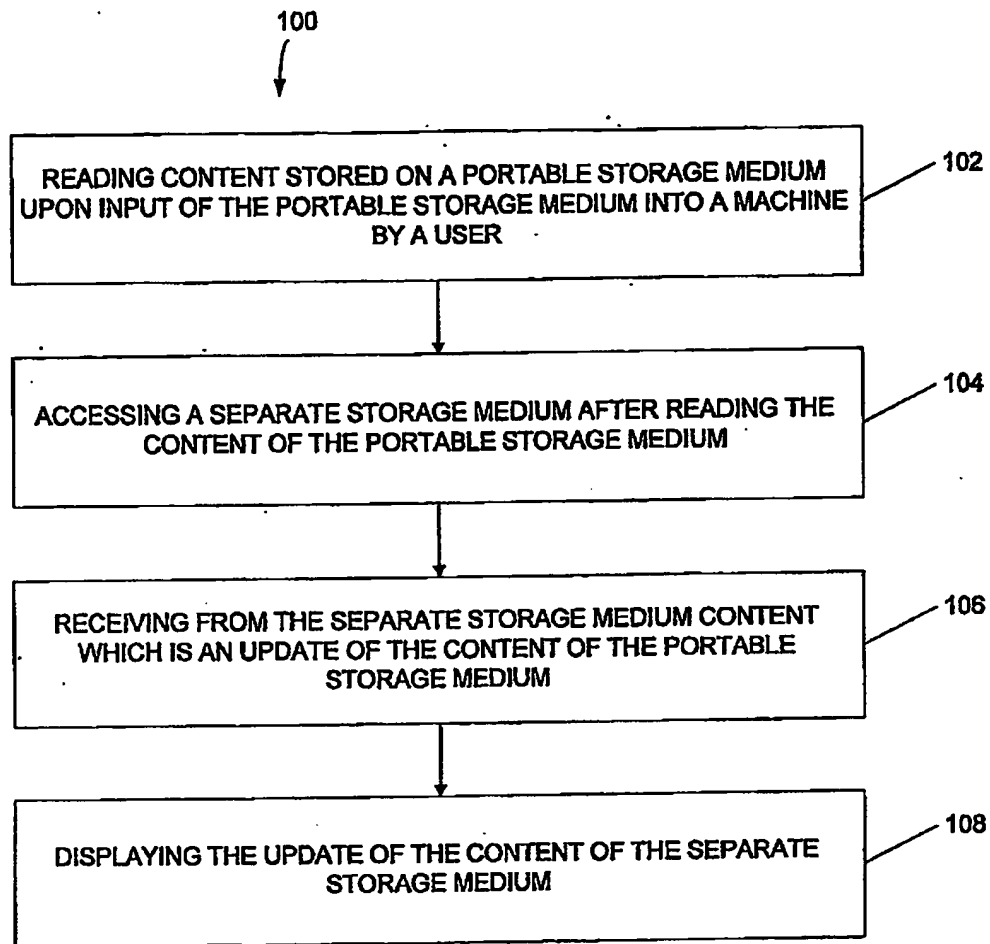 100
READING CONTENT STORED ON A PORTABLE STORAGE MEDIUM
UPON INPUT OF THE PORTABLE STORAGE MEDIUM INTO A MACHINE
BY A USER
102
ACCESSING A SEPARATE STORAGE MEDIUM AFTER READING THE
CONTENT OF THE PORTABLE STORAGE MEDIUM
104
RECEIVING FROM THE SEPARATE STORAGE MEDIUM CONTENT
WHICH IS AN UPDATE OF THE CONTENT OF THE PORTABLE
STORAGE MEDIUM
106
DISPLAYING THE UPDATE OF THE CONTENT OF THE SEPARATE
STORAGE MEDIUM
108